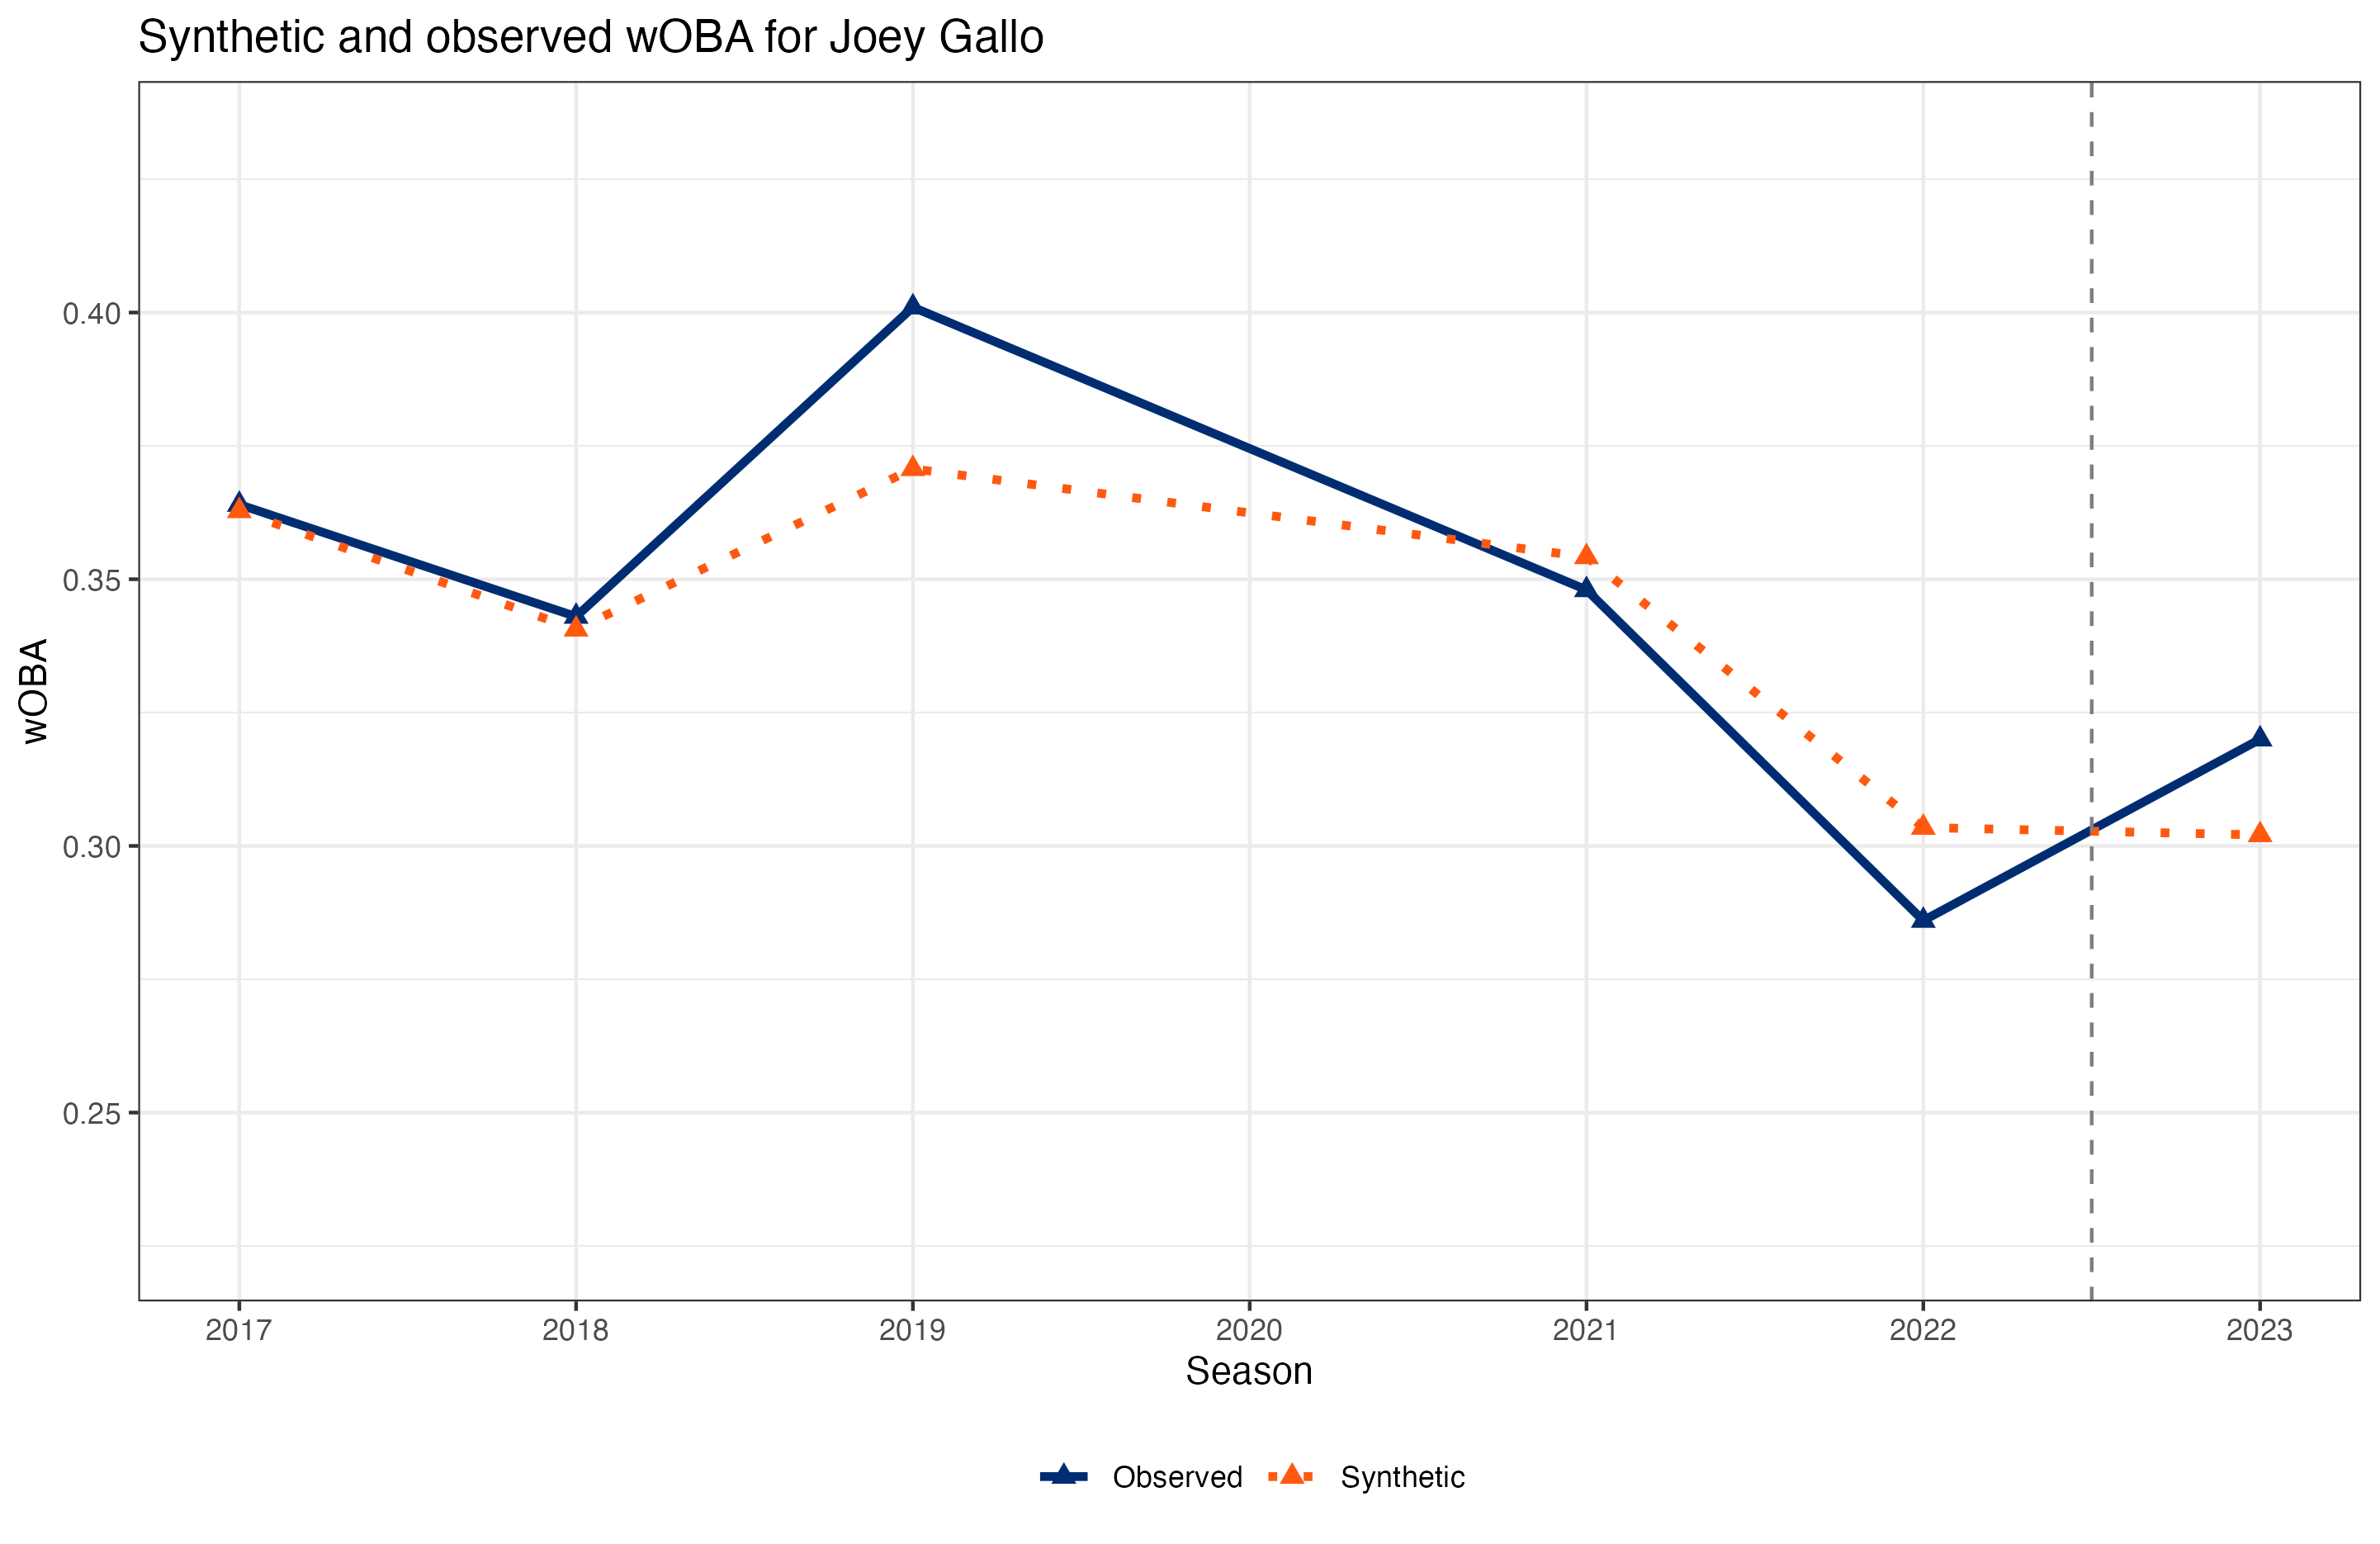 Synthetic and observed wOBA for Joey Gallo
wOBA
0.40
0.35
0.30
0.25
2017 2018 2019 2020 2021 2022 2023
Season
Observed Synthetic